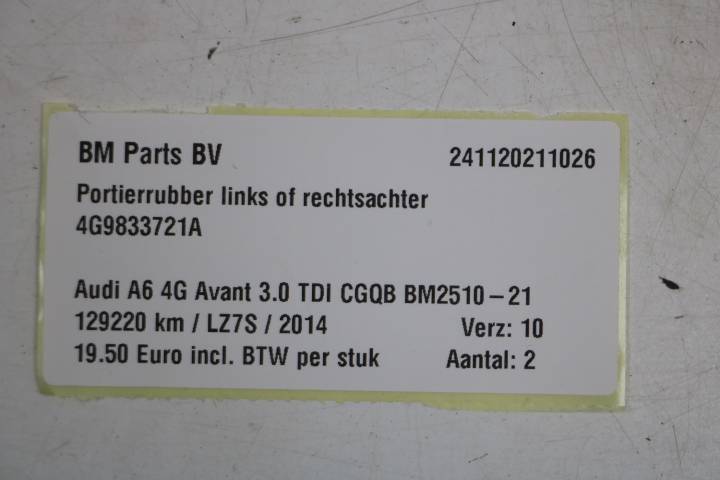 BM Parts BV 241120211026
Portierrubber links of rechtsachter
4G9833721A
Audi A6 4G Avant 3.0 TDI CGQB BM2510-21
129220 km / LZ7S / 2014 Verz: 10
19.50 Euro incl. BTW per stuk Aantal: 2